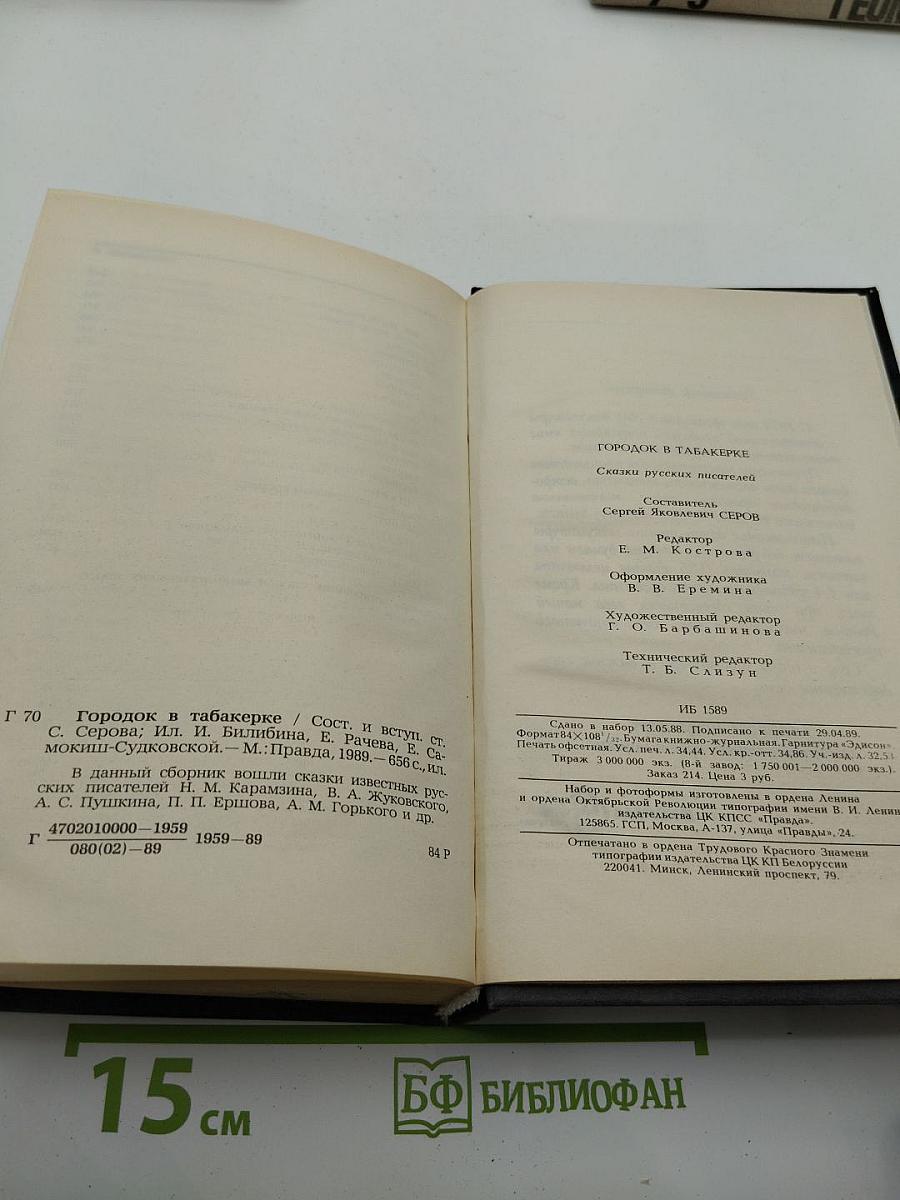 Г 70 Городок в табакерке / Сост. и вступ. ст.
С. Серова; Ил. И. Билибина, Е. Рачева, Е. Са-
мокиш-Судковской.— М.: Правда, 1989.— 656 с., ил.
В данный сборник вошли сказки известных рус-
ских писателей Н. М. Карамзина, В. А. Жуковского,
А. С. Пушкина, П. П. Ершова, А. М. Горького и др.
Г 4702010000—1959
080(02)—89
1959—89
84 Р
ГОРОДОК В ТАБАКЕРКЕ
Сказки русских писателей
Составитель
Сергей Яковлевич СЕРОВ
Редактор
Е. М. Кострова
Оформление художника
В. В. Еремина
Художественный редактор
Г. О. Барбашинова
Технический редактор
Т. Б. Слизун
ИБ 1589
Сдано в набор 13.05.88. Подписано к печати 29.04.89.
Формат 84×108¹/₃₂. Бумага книжно-журнальная. Гарнитура «Эдисон».
Печать офсетная. Усл. печ. л. 34,44. Усл. кр.-отт. 34,86. Уч.-изд. л.
Тираж 3 000 000 экз. (8-й завод: 1 750 001—2 000 000 экз.).
Заказ 214. Цена 3 руб.
Набор и фотоформы изготовлены в ордена Ленина
и ордена Октябрьской Революции типографии имени В. И. Ленин
издательства ЦК КПСС «Правда».
125865. ГСП, Москва, А-137, улица «Правды», 24.
Отпечатано в ордена Трудового Красного Знамени
типографии издательства ЦК КП Белоруссии
220041. Минск, Ленинский проспект, 79.
15 см
БФ БИБЛИОФАН